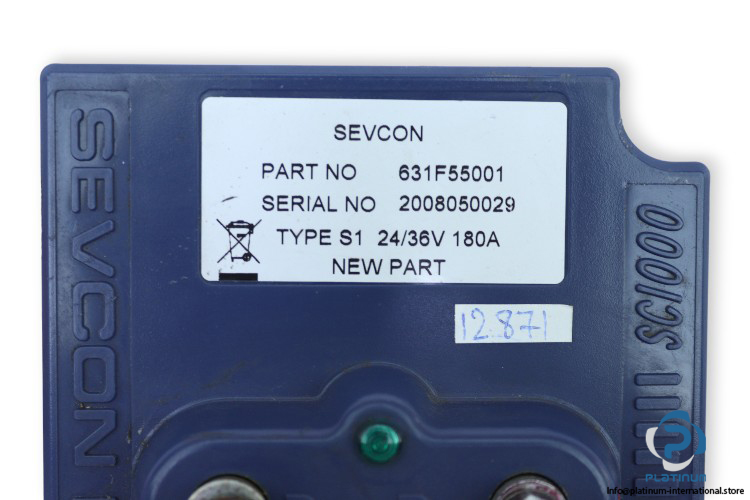 SEVCON
SEVCON
PART NO 631F55001
SERIAL NO 2008050029
TYPE S1 24/36V 180A
NEW PART
SC1000
12.871
PLATINUM
https://platinum-international.store